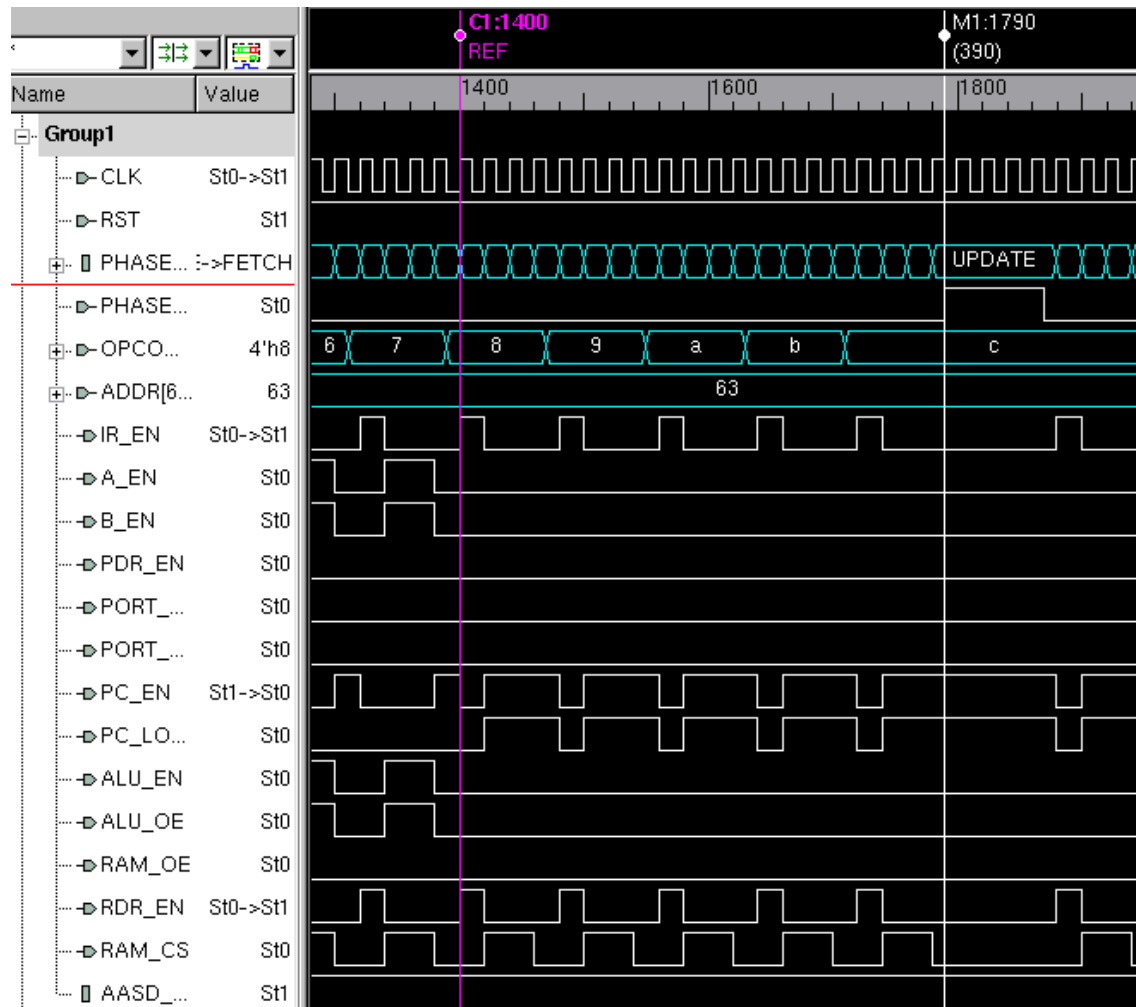 C1:1400
M1:1790
REF
(390)
Name Value
1400 1600 1800
Group1
CLK St0->St1
RST St1
PHASE... :->FETCH
UPDATE
PHASE... St0
OPCO... 4'h8
6 7 8 9 a b c
ADDR[6... 63
63
IR_EN St0->St1
A_EN St0
B_EN St0
PDR_EN St0
PORT_... St0
PORT_... St0
PC_EN St1->St0
PC_LO... St0
ALU_EN St0
ALU_OE St0
RAM_OE St0
RDR_EN St0->St1
RAM_CS St0
AASD_... St1